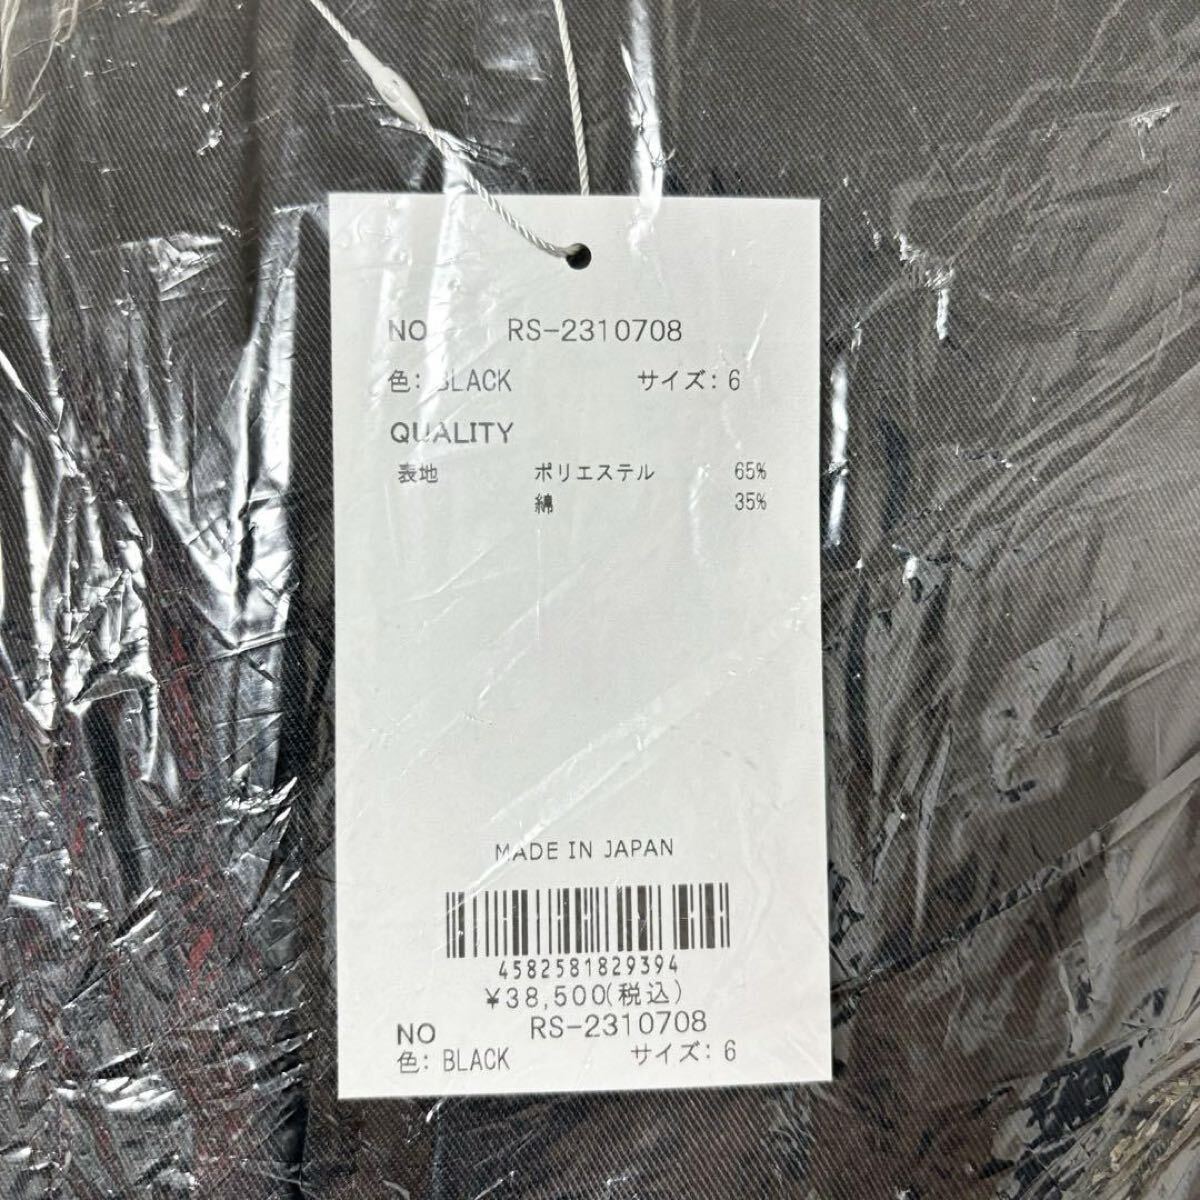 NO RS-2310708
色: BLACK サイズ: 6
QUALITY
表地 ポリエステル 65%
綿 35%
MADE IN JAPAN
4582581829394
¥38,500(税込)
NO RS-2310708
色: BLACK サイズ: 6